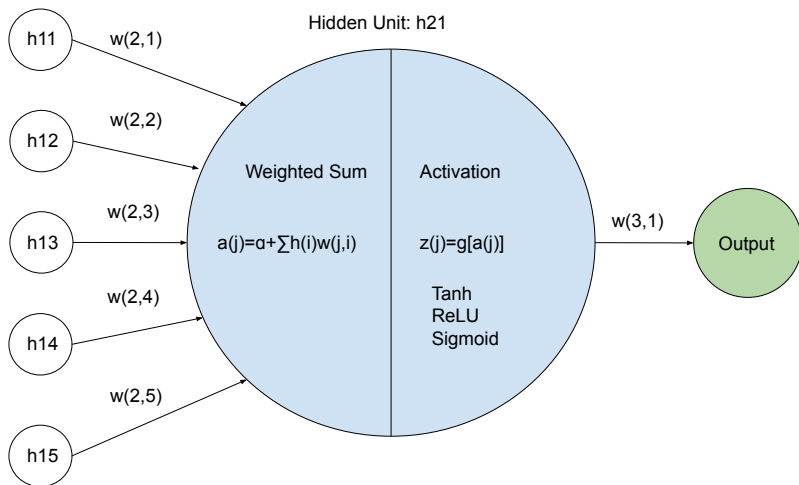 Hidden Unit: h21
h11
w(2,1)
h12
w(2,2)
h13
w(2,3)
h14
w(2,4)
h15
w(2,5)
Weighted Sum
a(j)=α+∑h(i)w(j,i)
Activation
z(j)=g[a(j)]
Tanh
ReLU
Sigmoid
w(3,1)
Output